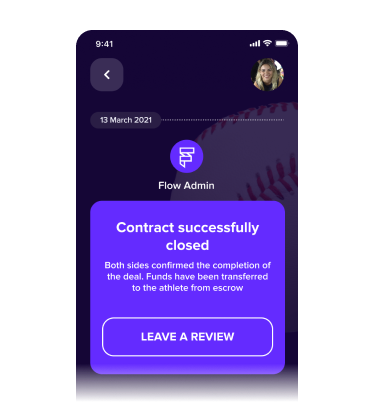 9:41
13 March 2021
Flow Admin
Contract successfully
closed
Both sides confirmed the completion of
the deal. Funds have been transferred
to the athlete from escrow
LEAVE A REVIEW